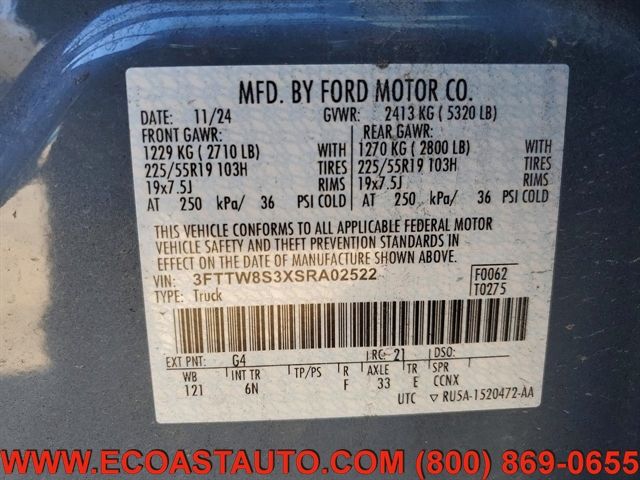 MFD. BY FORD MOTOR CO.
DATE: 11/24 GVWR: 2413 KG ( 5320 LB)
FRONT GAWR: REAR GAWR:
1229 KG ( 2710 LB) WITH 1270 KG ( 2800 LB) WITH
225/55R19 103H TIRES 225/55R19 103H TIRES
19x7.5J RIMS 19x7.5J RIMS
AT 250 kPa/ 36 PSI COLD AT 250 kPa/ 36 PSI COLD
THIS VEHICLE CONFORMS TO ALL APPLICABLE FEDERAL MOTOR
VEHICLE SAFETY AND THEFT PREVENTION STANDARDS IN
EFFECT ON THE DATE OF MANUFACTURE SHOWN ABOVE.
VIN: 3FTTW8S3XSRA02522 F0062
TYPE: Truck T0275
EXT PNT: G4 RC: 21 DSO:
WB INT TR TP/PS R AXLE TR SPR
121 6N F 33 E CCNX
UTC ▽ RU5A-1520472-AA
WWW.ECOASTAUTO.COM (800) 869-0655